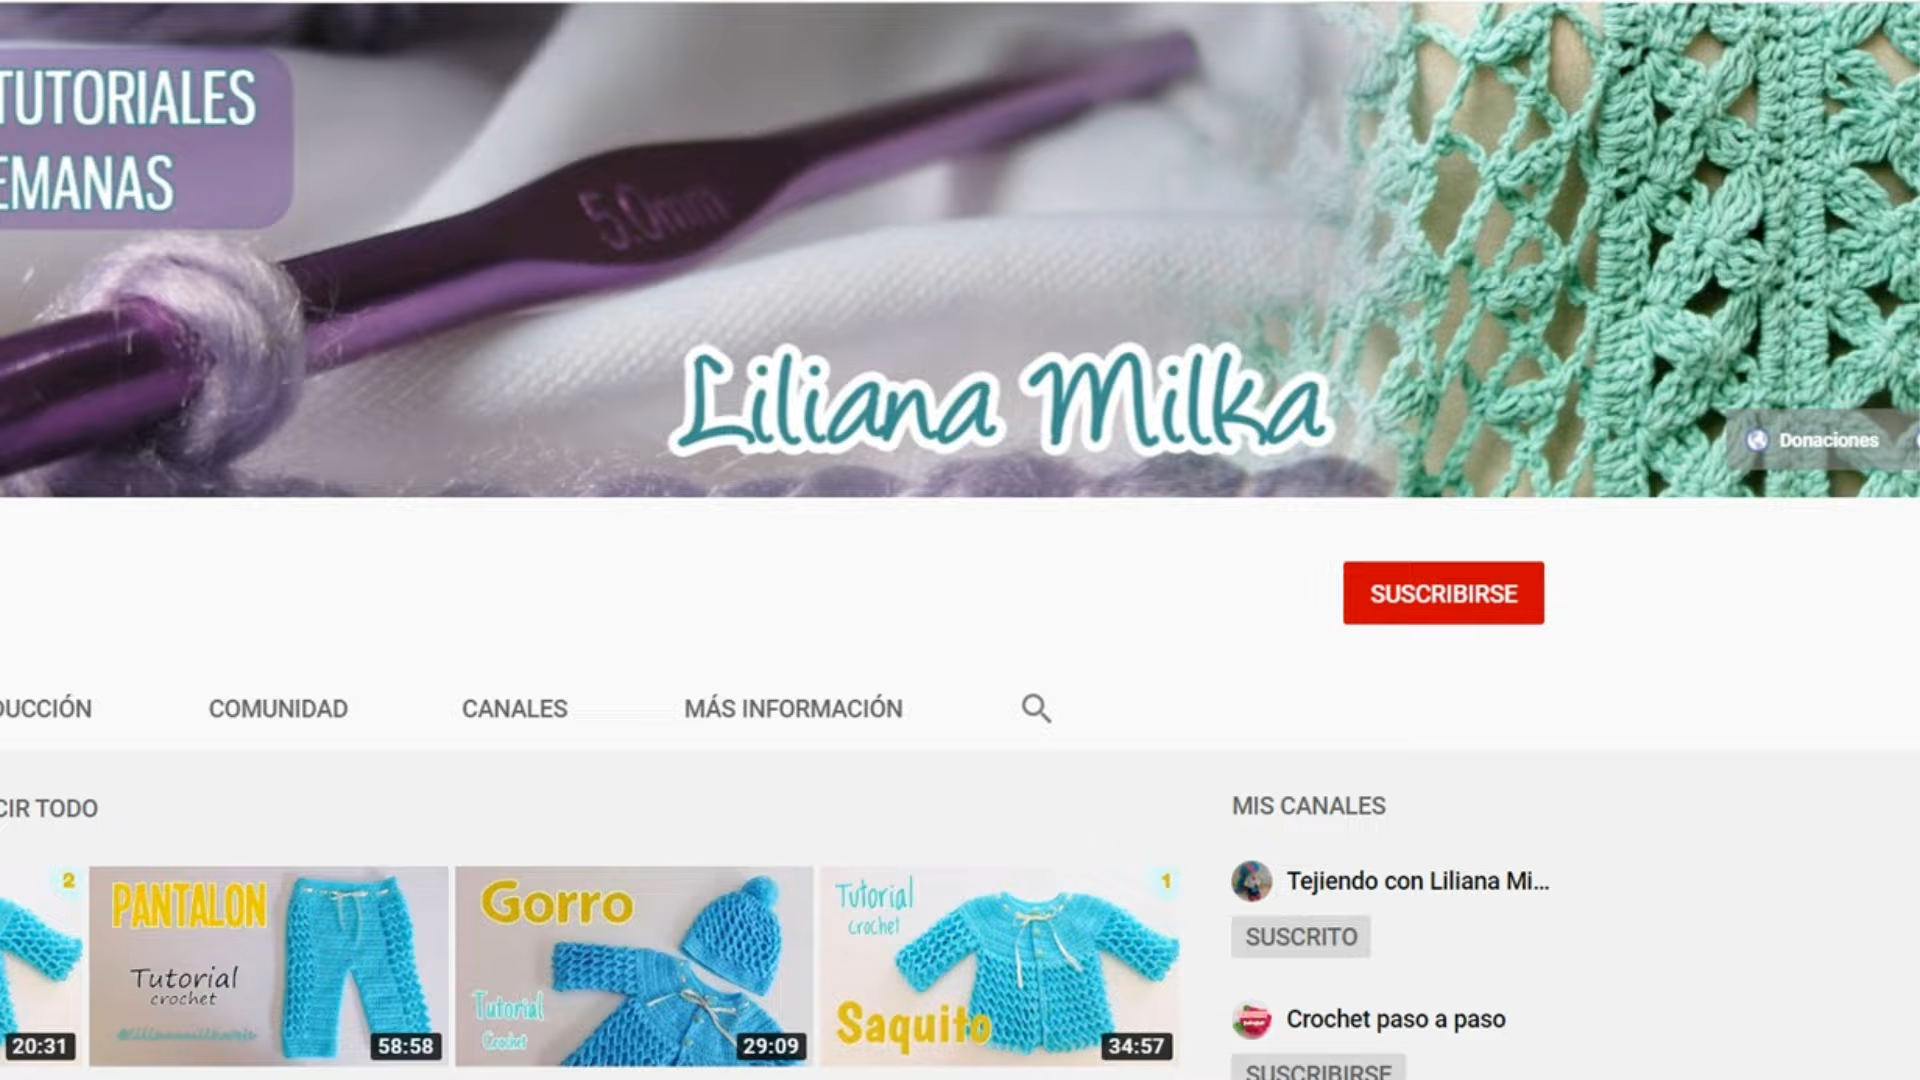 TUTORIALES
EMANAS
5.0mm
Liliana Milka
Donaciones
SUSCRIBIRSE
DUCCIÓN
COMUNIDAD
CANALES
MÁS INFORMACIÓN
CIR TODO
MIS CANALES
2
20:31
PANTALON
Tutorial
crochet
58:58
Gorro
Tutorial
Crochet
29:09
Tutorial
crochet
1
Saquito
34:57
Tejiendo con Liliana Mi...
SUSCRITO
Crochet paso a paso
SUSCRIBIRSE